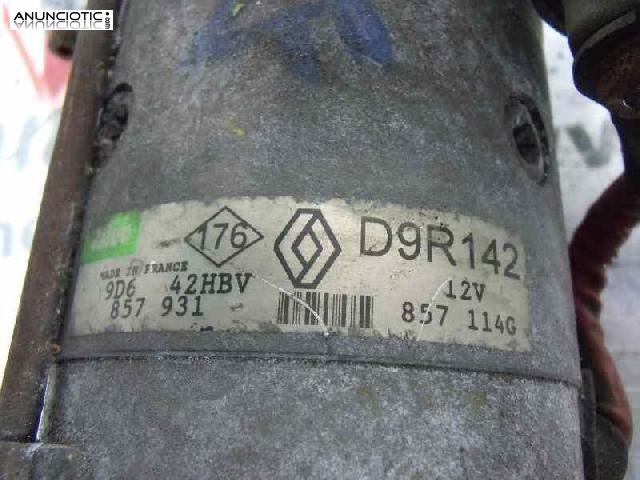 ANUNCIOTIC
176
D9R142
MADE IN FRANCE
9D6 42HBV
12V
857 931
857 114G